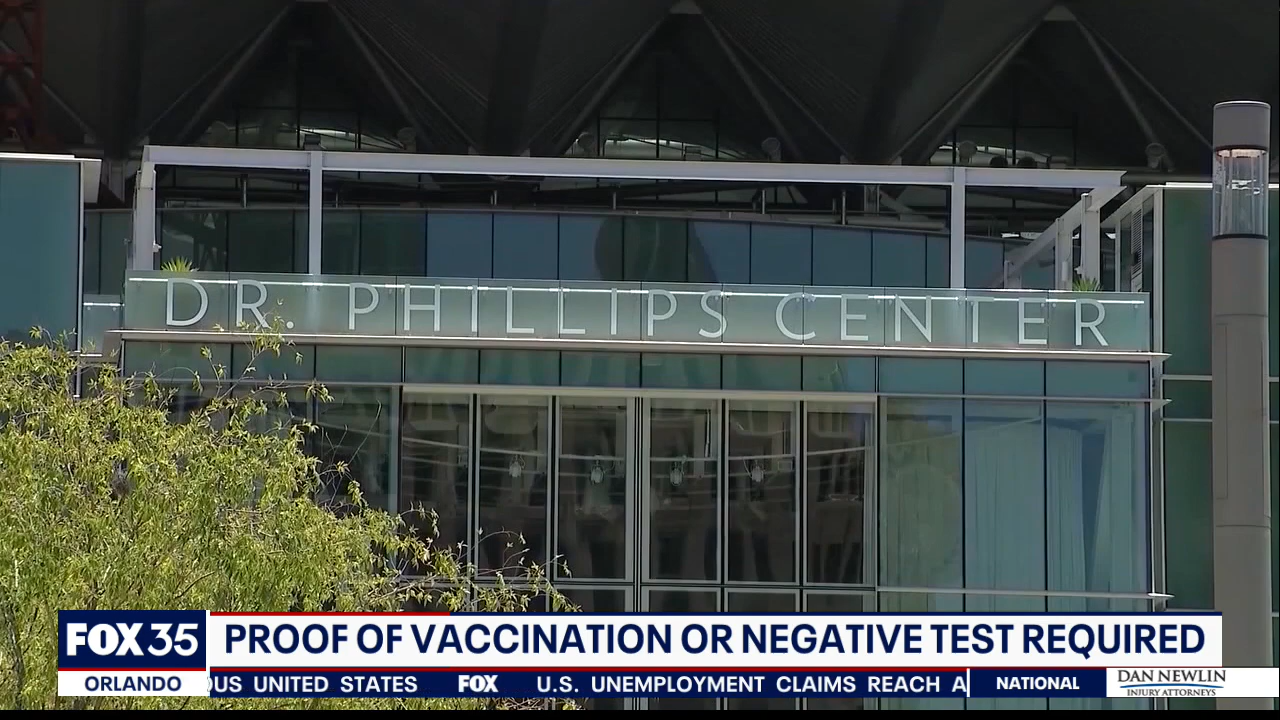 DR. PHILLIPS CENTER
FOX 35
PROOF OF VACCINATION OR NEGATIVE TEST REQUIRED
ORLANDO
UNITED STATES FOX U.S. UNEMPLOYMENT CLAIMS REACH A
NATIONAL
DAN NEWLIN
INJURY ATTORNEYS